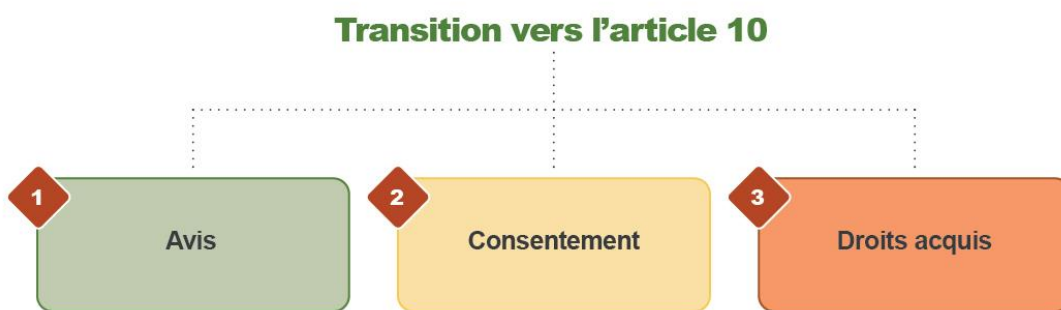 Transition vers l’article 10
1
Avis
2
Consentement
3
Droits acquis